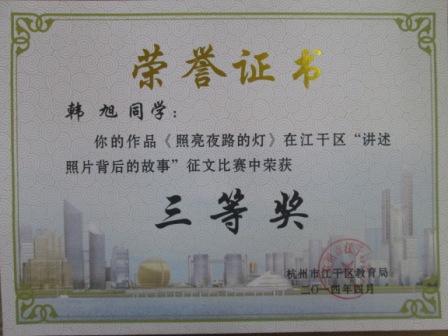 荣誉证书
韩旭同学：
你的作品《照亮夜路的灯》在江干区“讲述
照片背后的故事”征文比赛中荣获
三等奖
杭州市江干区教育局
二〇一四年四月